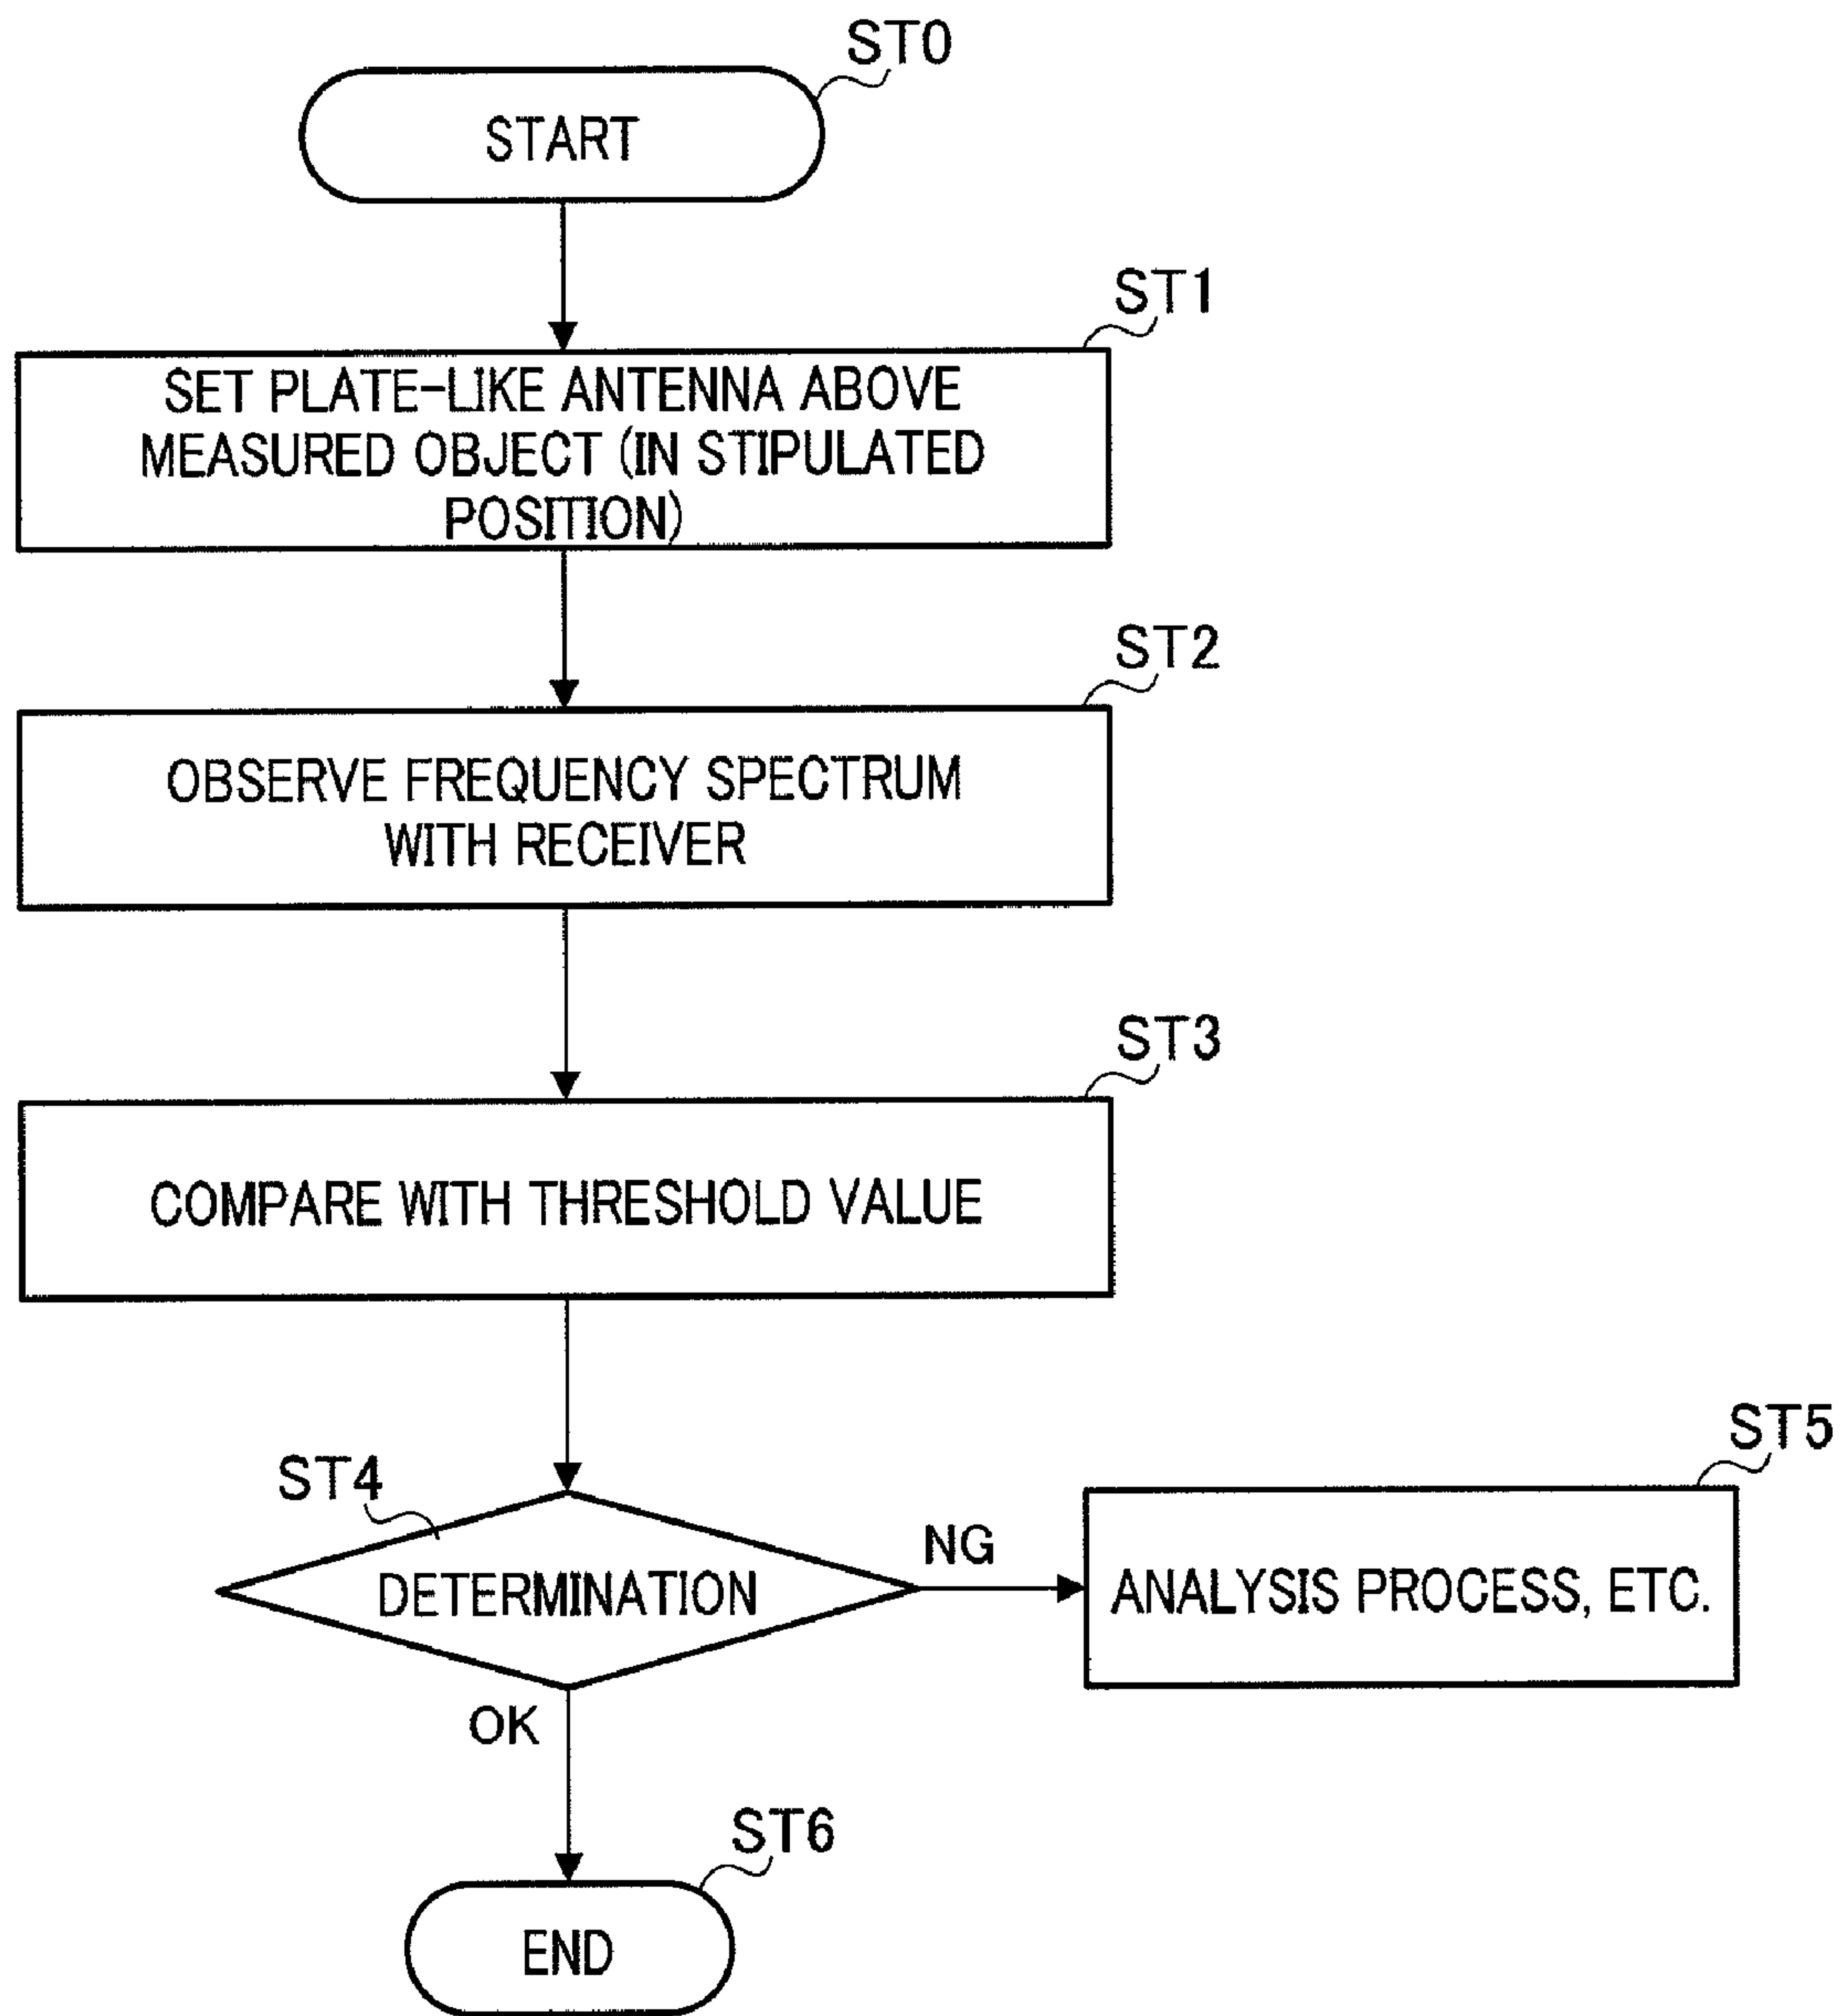 ST0
START
ST1
SET PLATE-LIKE ANTENNA ABOVE
MEASURED OBJECT (IN STIPULATED
POSITION)
ST2
OBSERVE FREQUENCY SPECTRUM
WITH RECEIVER
ST3
COMPARE WITH THRESHOLD VALUE
ST4
DETERMINATION
NG
ST5
ANALYSIS PROCESS, ETC.
OK
ST6
END